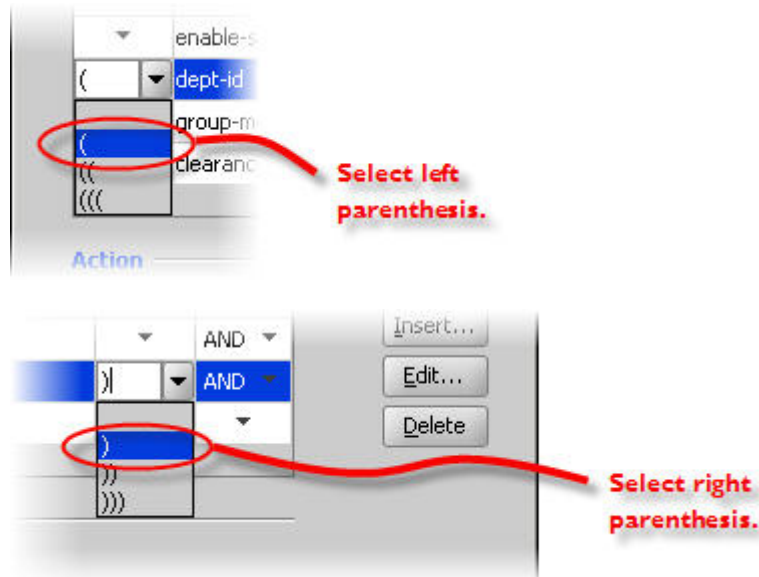 enable-s
( dept-id
group-m
(
((
clearanc
(((
Select left
parenthesis.
Action
AND
Insert...
) AND
Edit...
Delete
)
))
)))
Select right
parenthesis.